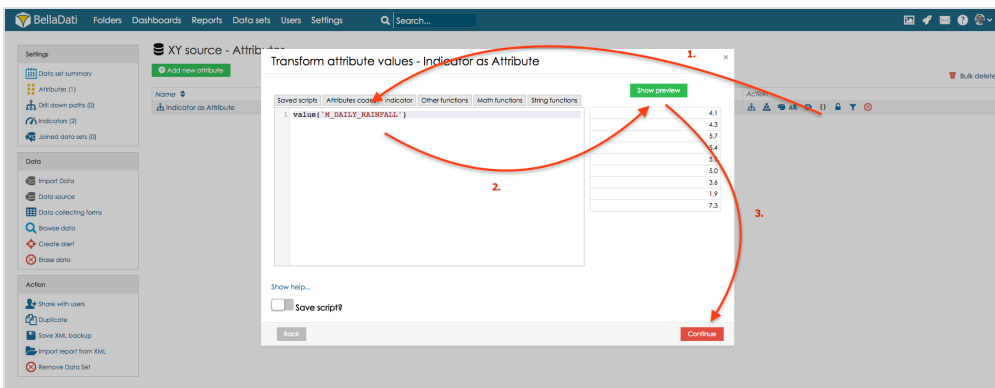 BellaDati Folders Dashboards Reports Data sets Users Settings Search...
Settings
Data set summary
Attributes (1)
Drill down paths (0)
Indicators (2)
Joined data sets (0)
Data
Import Data
Data source
Data collecting forms
Browse data
Create alert
Erase data
Action
Share with users
Duplicate
Save XML backup
Import report from XML
Remove Data Set
XY source - Attributes
Add new attribute
Bulk delete
Name
Action
Indicator as Attribute
Transform attribute values - Indicator as Attribute
×
1.
Show preview
Saved scripts Attributes codes Indicator Other functions Math functions String functions
1 value('M_DAILY_RAINFALL')
4.1
4.3
5.7
5.4
5.0
3.6
1.9
7.3
2.
3.
Show help...
Save script?
Back
Continue